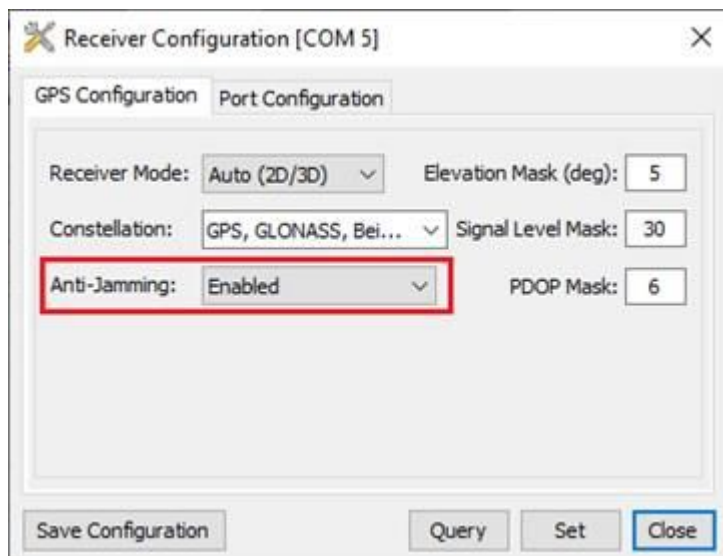 Receiver Configuration [COM 5]
GPS Configuration Port Configuration
Receiver Mode: Auto (2D/3D) Elevation Mask (deg): 5
Constellation: GPS, GLONASS, Bei... Signal Level Mask: 30
Anti-Jamming: Enabled PDOP Mask: 6
Save Configuration Query Set Close